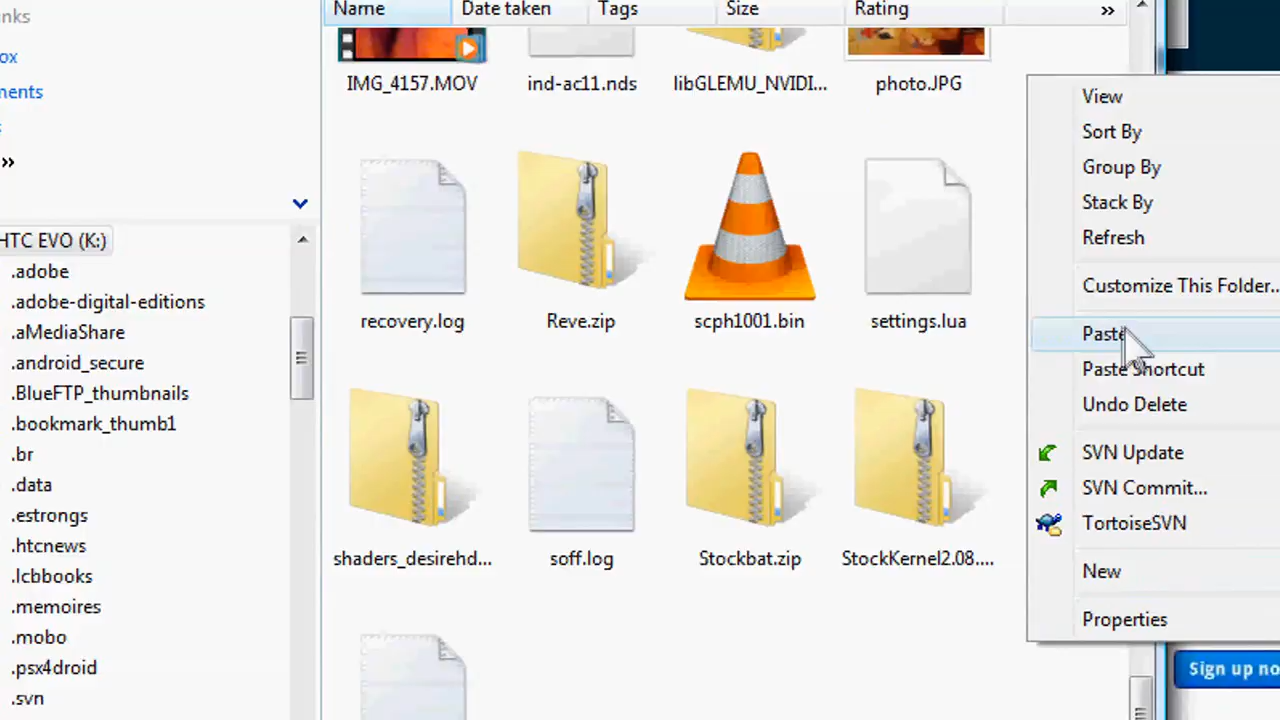 nks
ox
ments
»
HTC EVO (K:)
.adobe
.adobe-digital-editions
.aMediaShare
.android_secure
.BlueFTP_thumbnails
.bookmark_thumb1
.br
.data
.estrongs
.htcnews
.lcbbooks
.memoires
.mobo
.psx4droid
.svn
Name Date taken Tags Size Rating »
IMG_4157.MOV ind-ac11.nds libGLEMU_NVIDI... photo.JPG
recovery.log Reve.zip scph1001.bin settings.lua
shaders_desirehd... soff.log Stockbat.zip StockKernel2.08....
View
Sort By
Group By
Stack By
Refresh
Customize This Folder..
Paste
Paste Shortcut
Undo Delete
SVN Update
SVN Commit...
TortoiseSVN
New
Properties
Sign up no